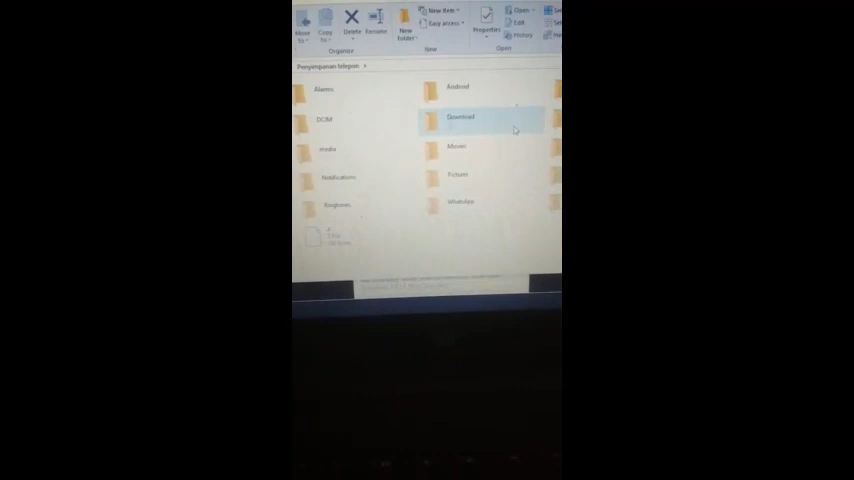 New item
Open
Easy access
Edit
Move to
Copy to
Delete
Rename
New folder
Properties
History
Organize
New
Open
Penyimpanan telepon
Alarms
Android
DCIM
Download
media
Movies
Notifications
Pictures
Ringtones
WhatsApp